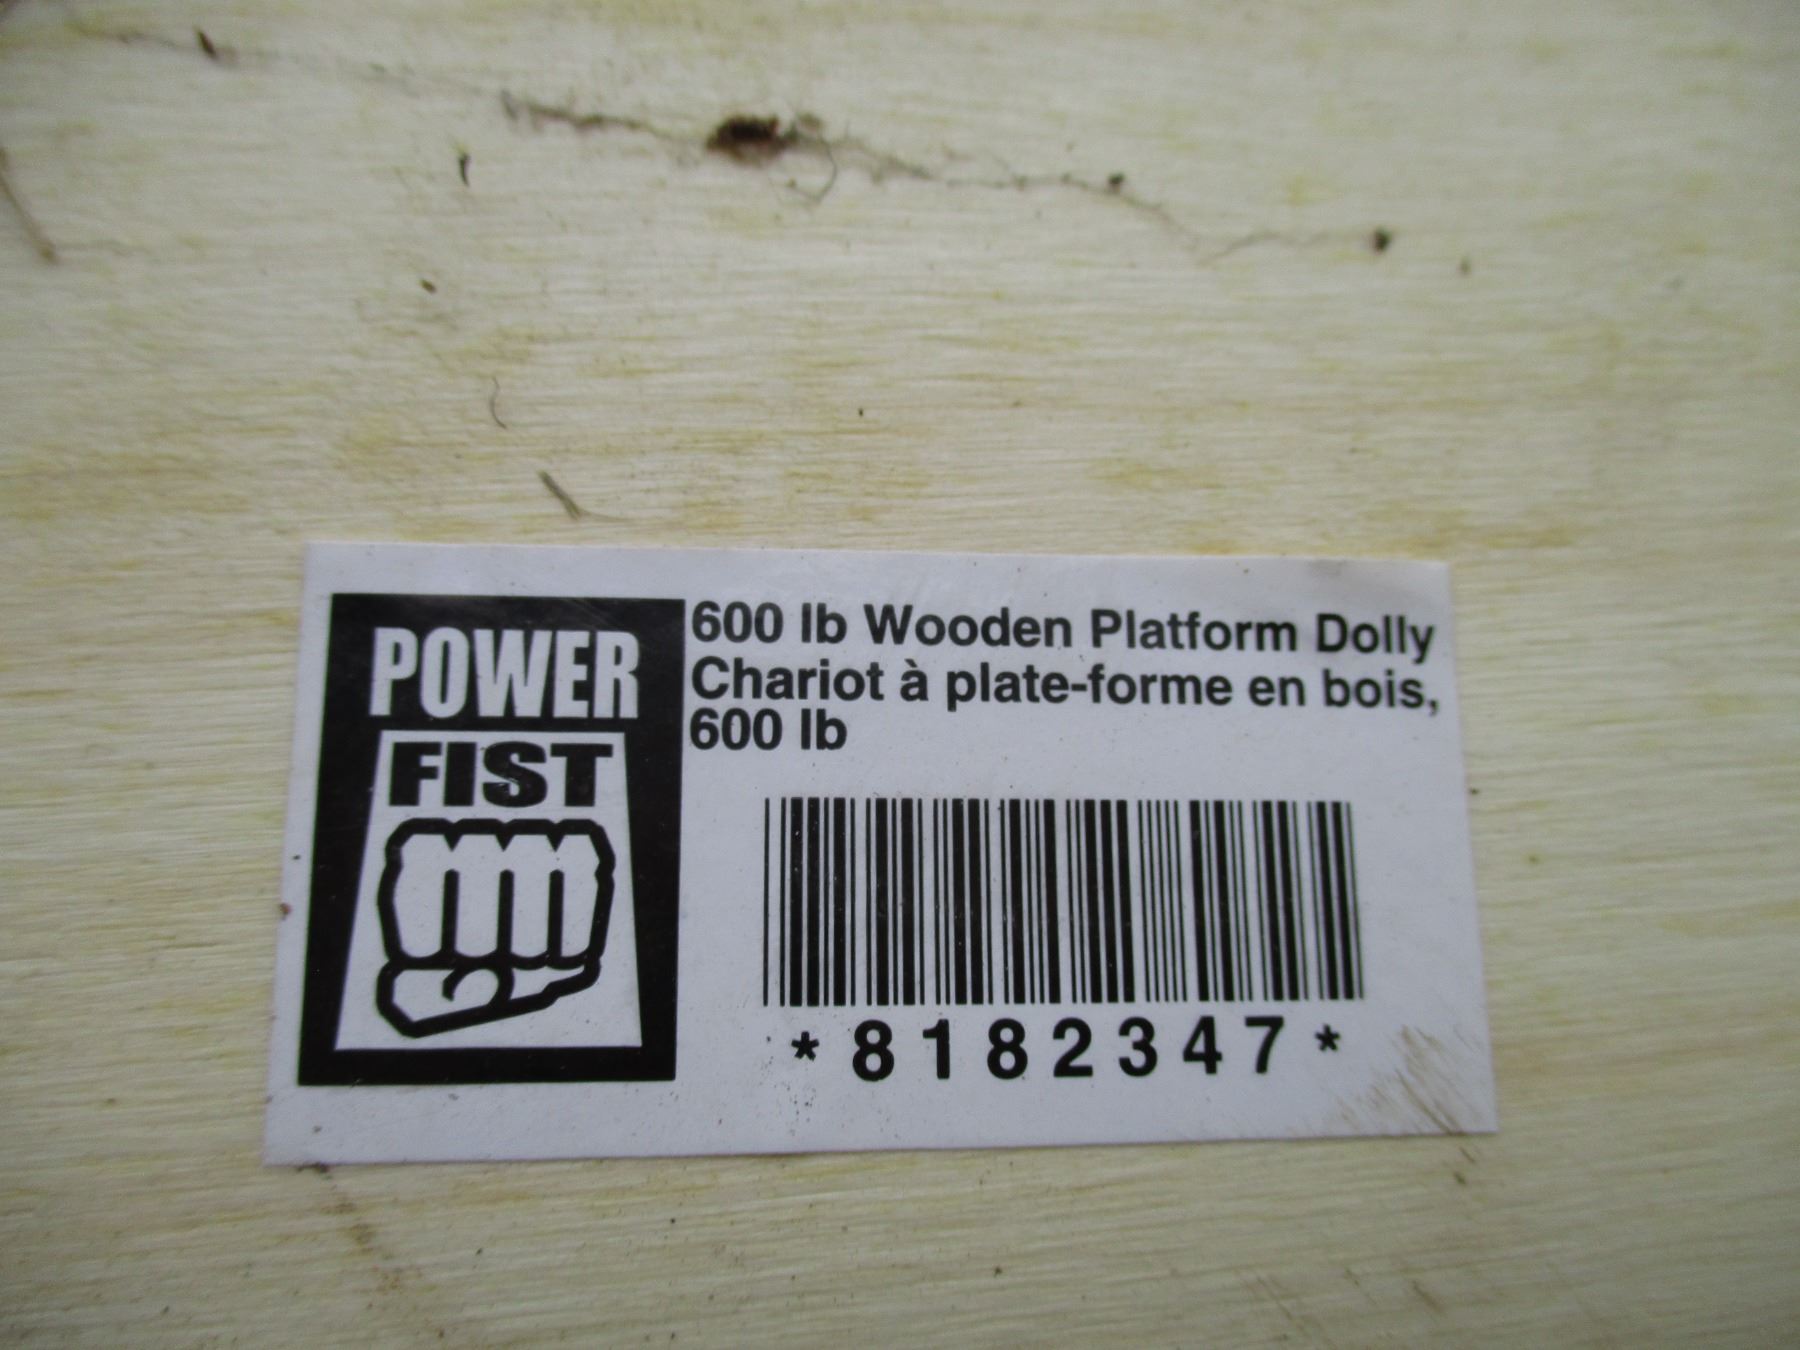 POWER
FIST
600 lb Wooden Platform Dolly
Chariot à plate-forme en bois,
600 lb
*8182347*